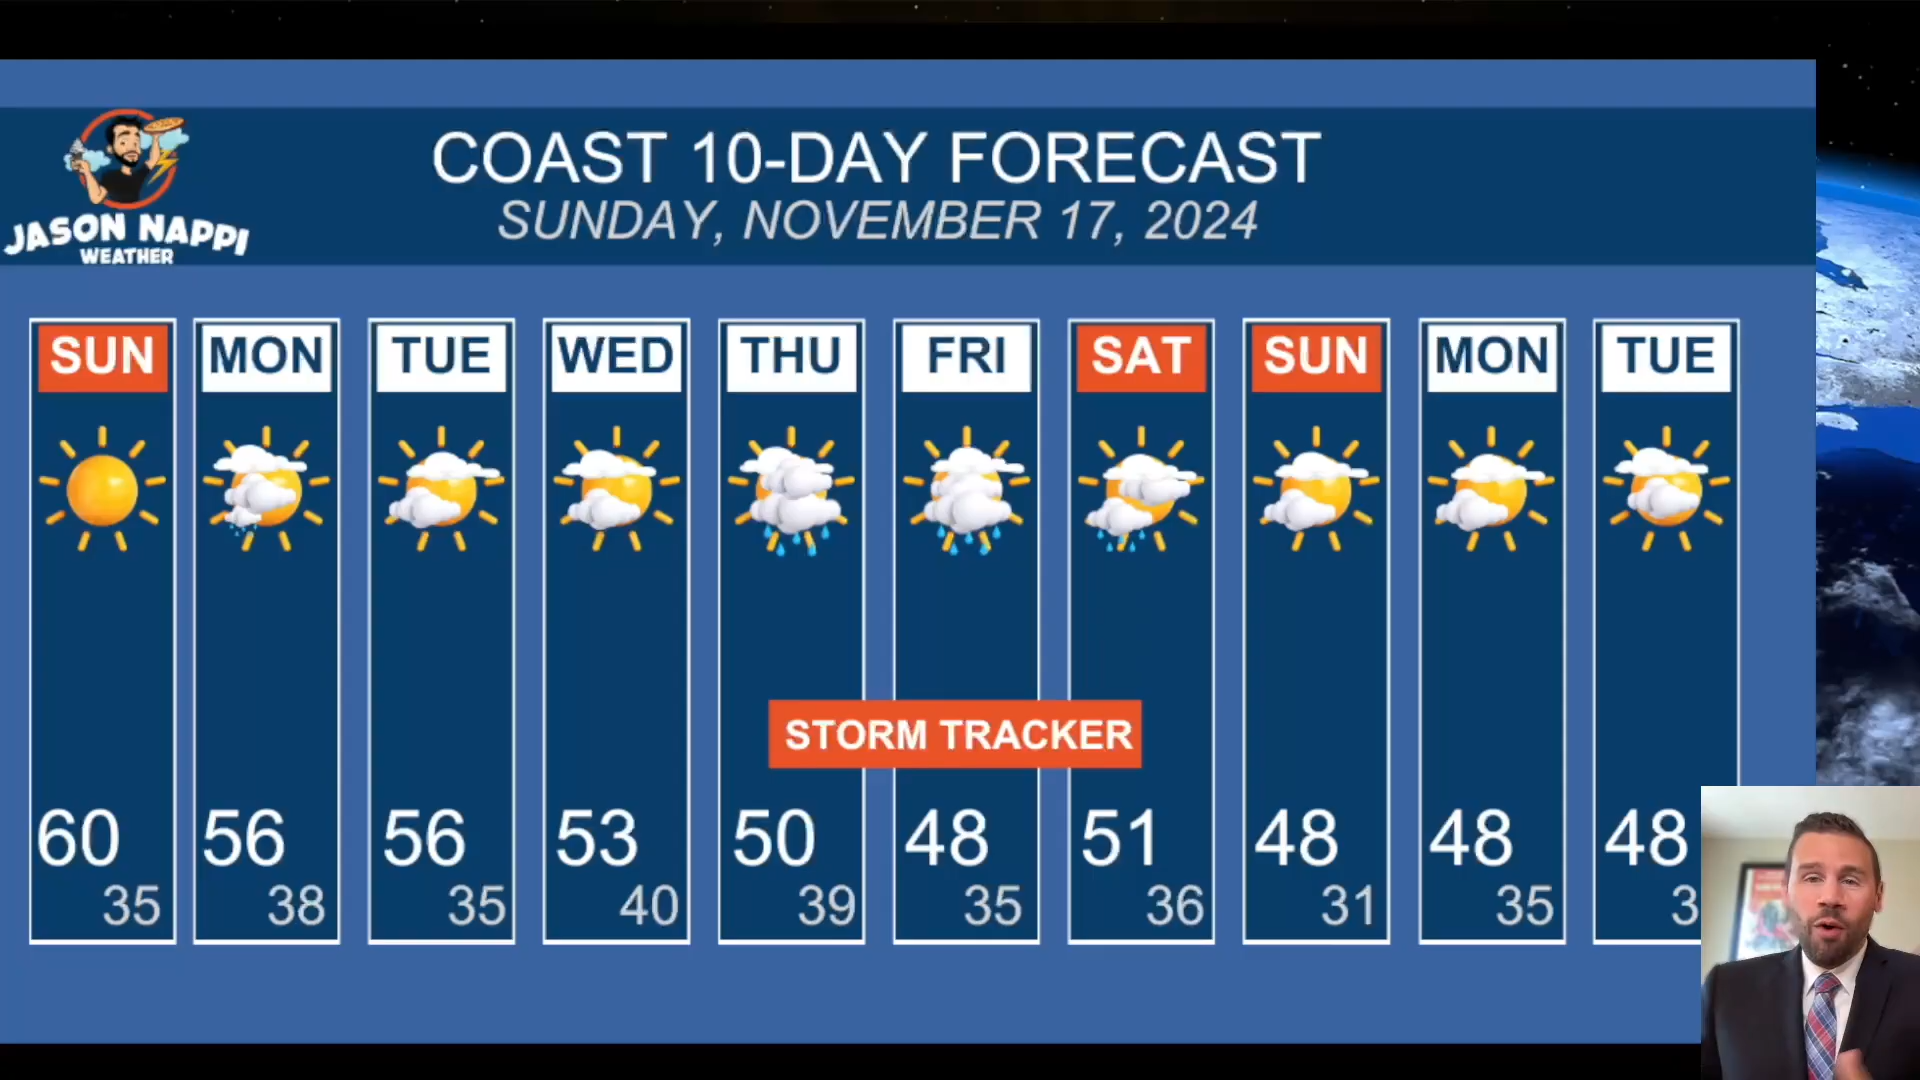 JASON NAPPI
WEATHER
COAST 10-DAY FORECAST
SUNDAY, NOVEMBER 17, 2024
SUN MON TUE WED THU FRI SAT SUN MON TUE
STORM TRACKER
60 56 56 53 50 48 51 48 48 48
35 38 35 40 39 35 36 31 35